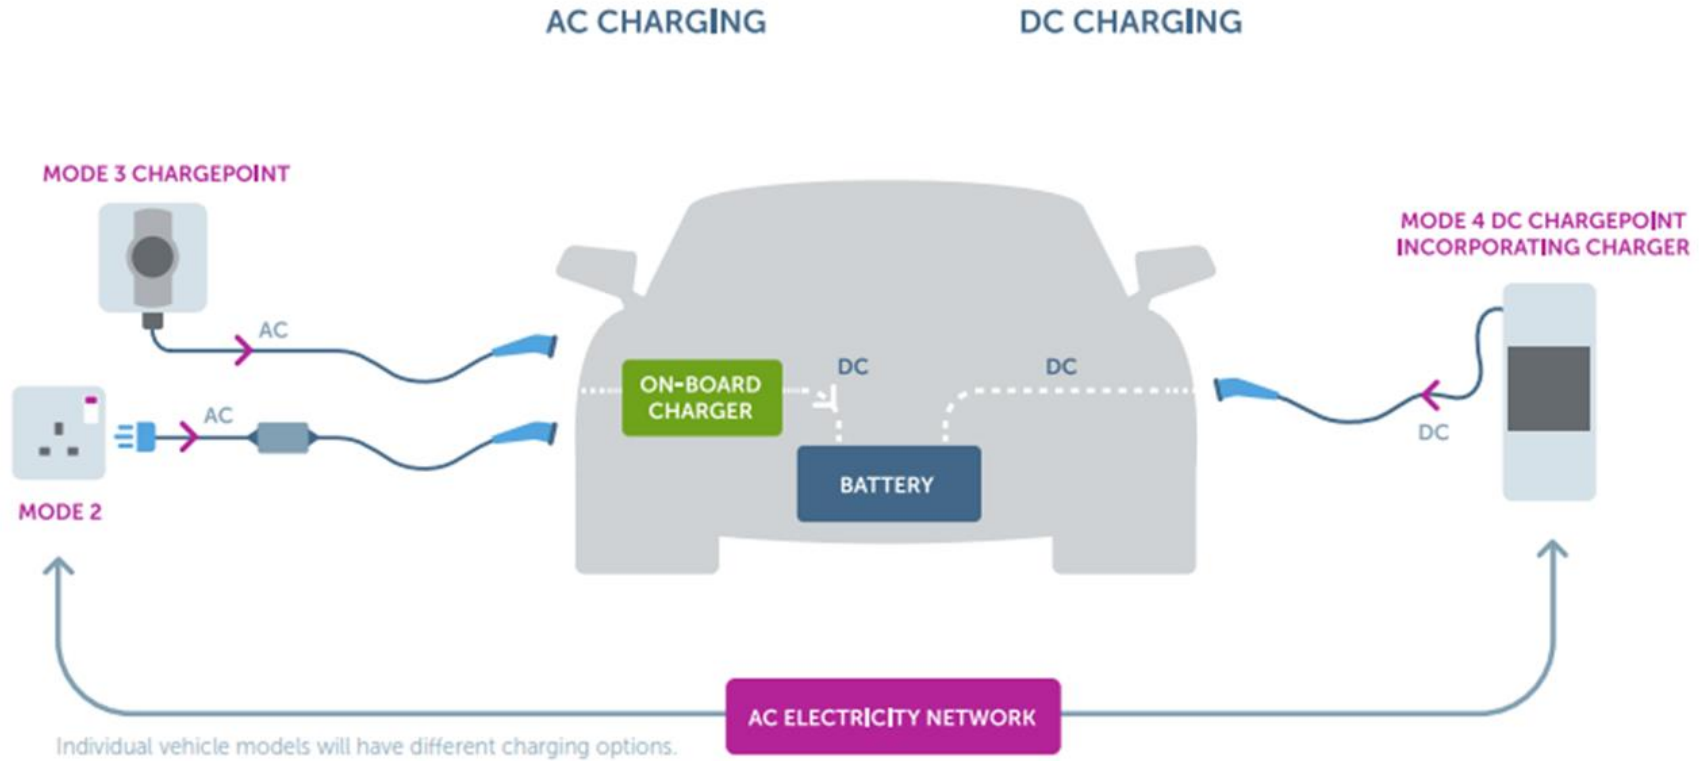 AC CHARGING
DC CHARGING
MODE 3 CHARGEPOINT
MODE 4 DC CHARGEPOINT
INCORPORATING CHARGER
AC
DC
DC
ON-BOARD
CHARGER
AC
DC
BATTERY
MODE 2
AC ELECTRICITY NETWORK
Individual vehicle models will have different charging options.